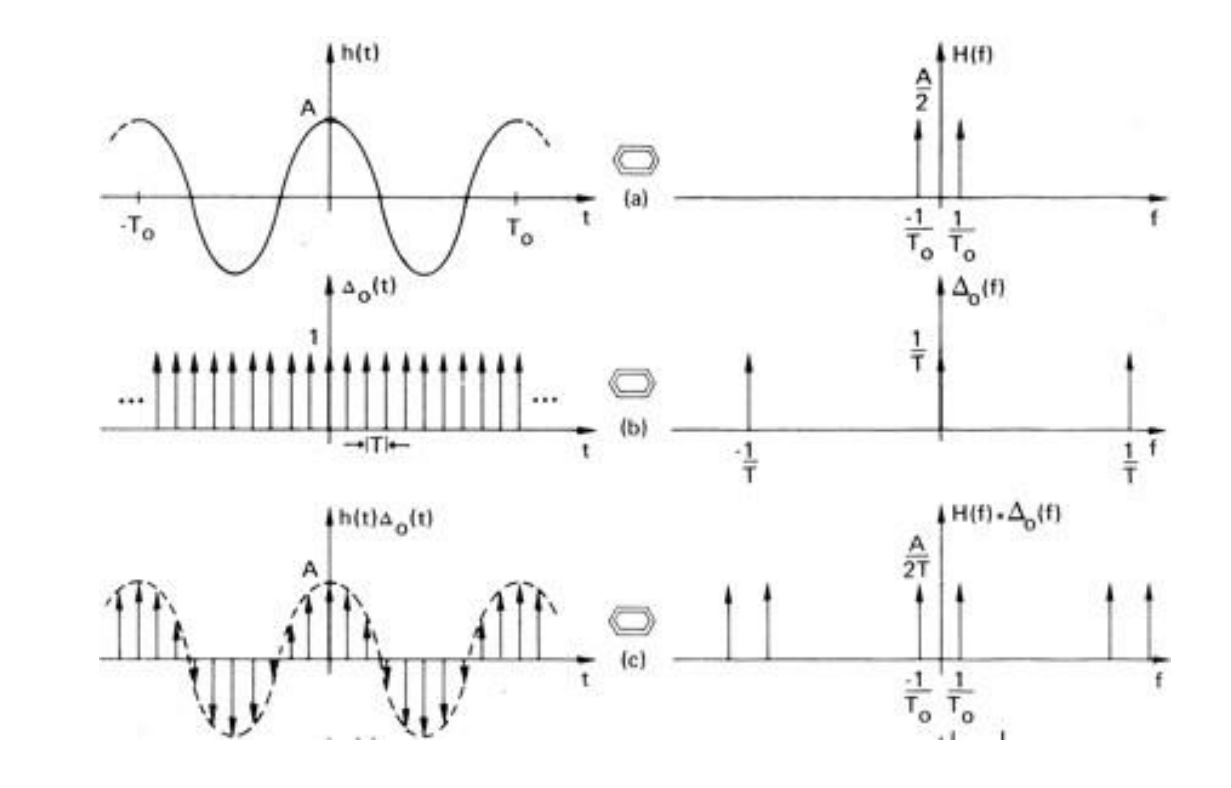 h(t) H(f)
A A/2
(a)
-T₀ t T₀ -1/T₀ 1/T₀ f
Δ₀(t) Δ₀(f)
1 1/T
... ...
(b)
|T| t -1/T 1/T f
h(t)Δ₀(t) H(f)*Δ₀(f)
A A/2T
(c)
t -1/T₀ 1/T₀ f